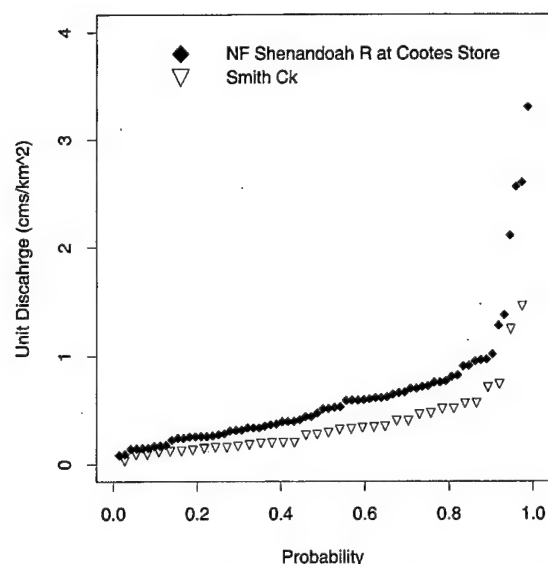 4
3
2
1
0
Unit Discahrge (cms/km^2)
NF Shenandoah R at Cootes Store
Smith Ck
0.0 0.2 0.4 0.6 0.8 1.0
Probability